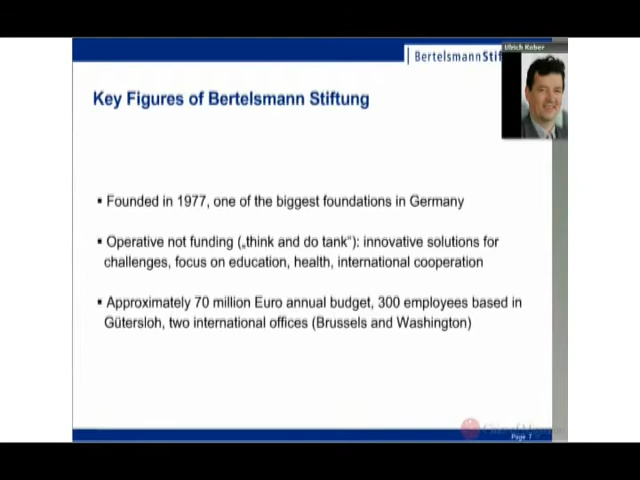 Ulrich Kober
BertelsmannStif
Key Figures of Bertelsmann Stiftung
▪ Founded in 1977, one of the biggest foundations in Germany
▪ Operative not funding („think and do tank“): innovative solutions for
challenges, focus on education, health, international cooperation
▪ Approximately 70 million Euro annual budget, 300 employees based in
Gütersloh, two international offices (Brussels and Washington)
Page 7